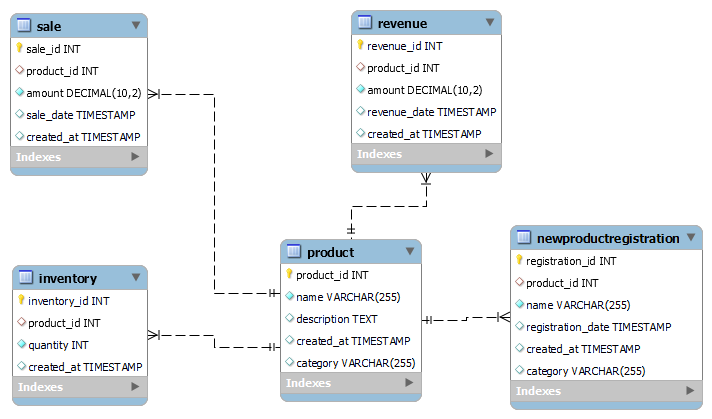 sale
sale_id INT
product_id INT
amount DECIMAL(10,2)
sale_date TIMESTAMP
created_at TIMESTAMP
Indexes
revenue
revenue_id INT
product_id INT
amount DECIMAL(10,2)
revenue_date TIMESTAMP
created_at TIMESTAMP
Indexes
inventory
inventory_id INT
product_id INT
quantity INT
created_at TIMESTAMP
Indexes
product
product_id INT
name VARCHAR(255)
description TEXT
created_at TIMESTAMP
category VARCHAR(255)
Indexes
newproductregistration
registration_id INT
product_id INT
name VARCHAR(255)
registration_date TIMESTAMP
created_at TIMESTAMP
category VARCHAR(255)
Indexes